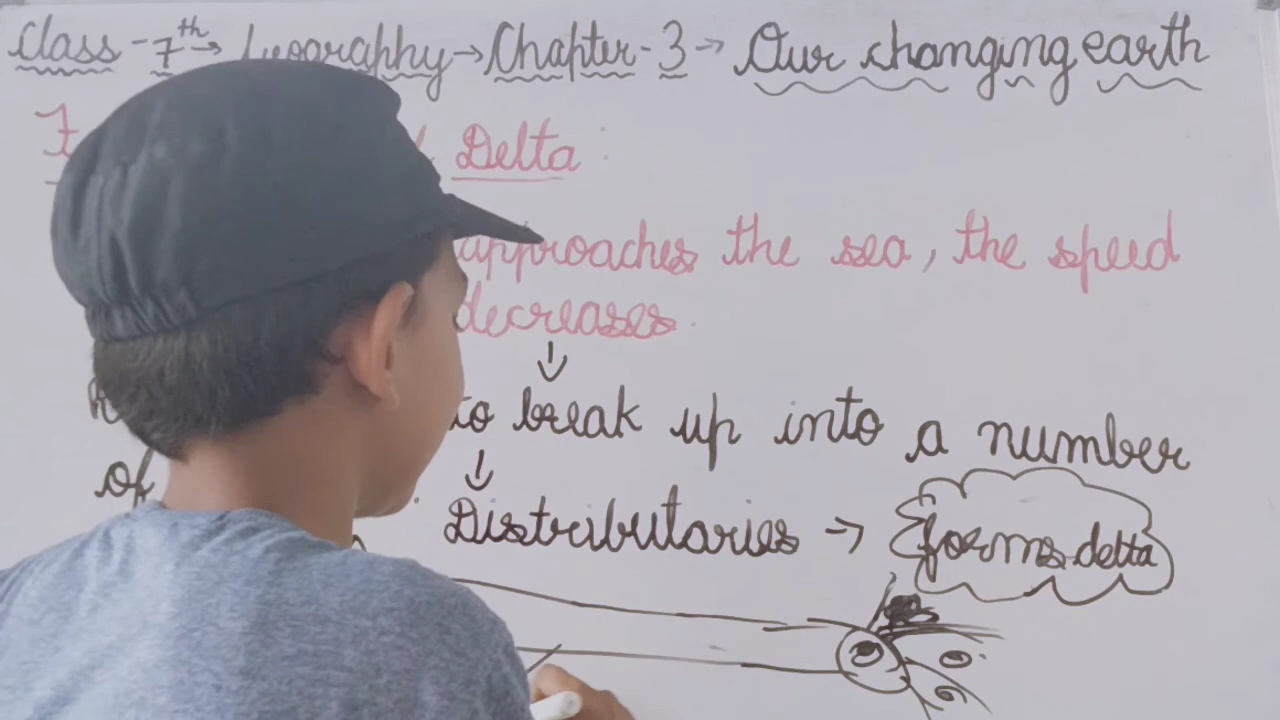 Class - 7th → Geography → Chapter - 3 → Our changing earth
Delta :
approaches the sea, the speed
decreases.
to break up into a number
of
Distributaries → forms delta